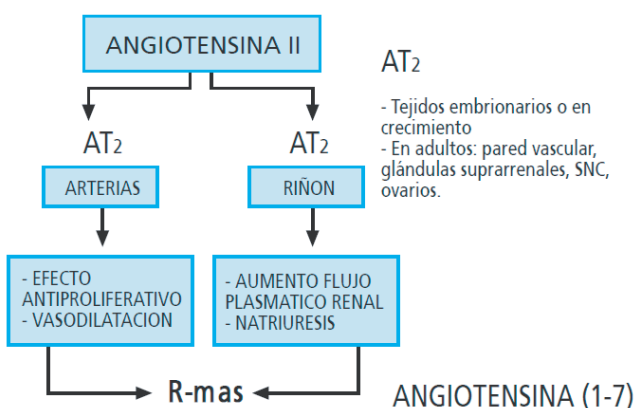 ANGIOTENSINA II
AT2
- Tejidos embrionarios o en
crecimiento
- En adultos: pared vascular,
glándulas suprarrenales, SNC,
ovarios.
AT2
AT2
ARTERIAS
RIÑON
- EFECTO
ANTIPROLIFERATIVO
- VASODILATACION
- AUMENTO FLUJO
PLASMATICO RENAL
- NATRIURESIS
R-mas
ANGIOTENSINA (1-7)